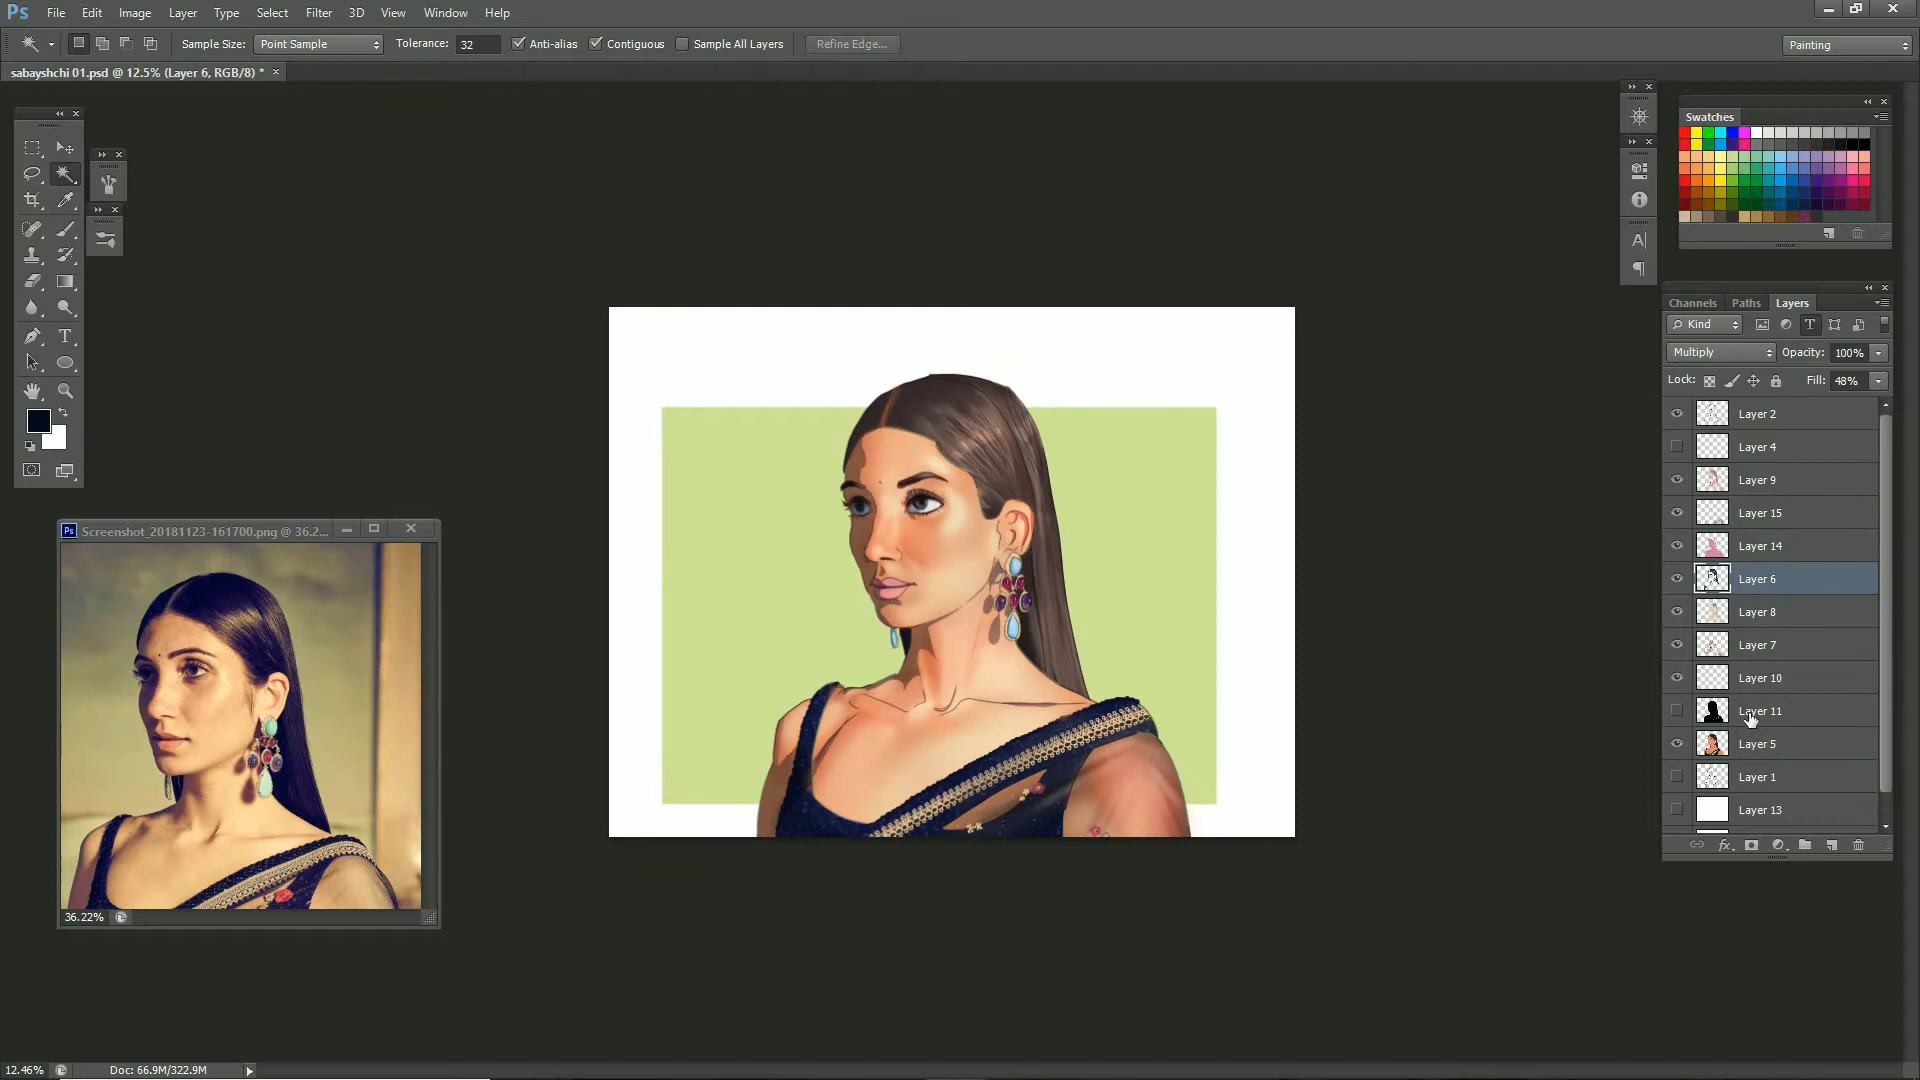 Ps File Edit Image Layer Type Select Filter 3D View Window Help
Sample Size: Point Sample Tolerance: 32 Anti-alias Contiguous Sample All Layers Refine Edge... Painting
sabayshchi 01.psd @ 12.5% (Layer 6, RGB/8) *
Swatches
Channels Paths Layers
Kind
Multiply Opacity: 100%
Lock: Fill: 48%
Layer 2
Layer 4
Layer 9
Layer 15
Layer 14
Layer 6
Layer 8
Layer 7
Layer 10
Layer 11
Layer 5
Layer 1
Layer 13
Ps Screenshot_20181123-161700.png @ 36.2...
36.22%
12.46% Doc: 66.9M/322.9M